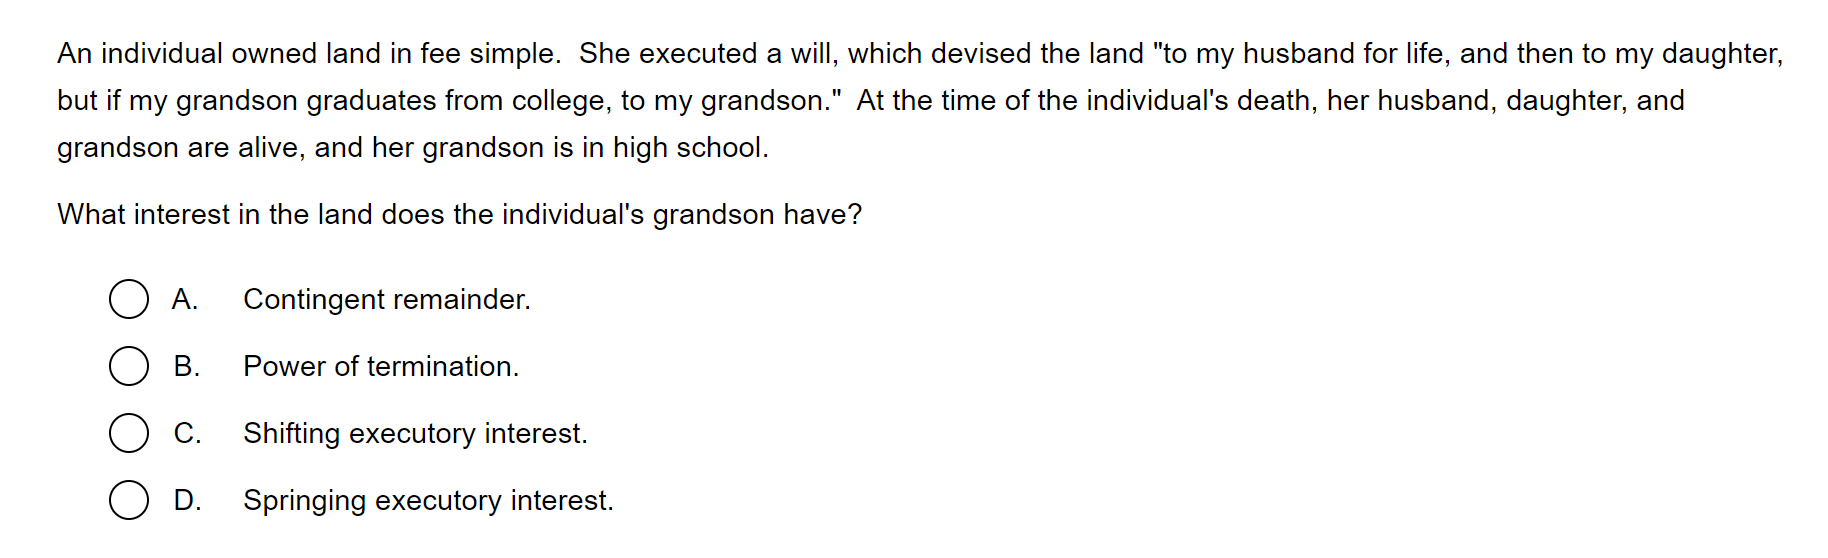 An individual owned land in fee simple.  She executed a will, which devised the land "to my husband for life, and then to my daughter,
but if my grandson graduates from college, to my grandson."  At the time of the individual's death, her husband, daughter, and
grandson are alive, and her grandson is in high school.
What interest in the land does the individual's grandson have?
A. Contingent remainder.
B. Power of termination.
C. Shifting executory interest.
D. Springing executory interest.